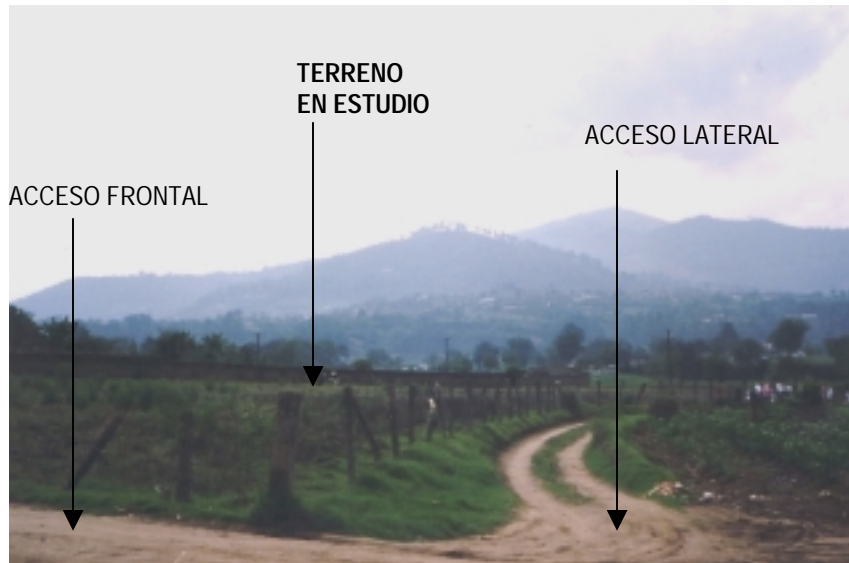 TERRENO
EN ESTUDIO
ACCESO LATERAL
ACCESO FRONTAL